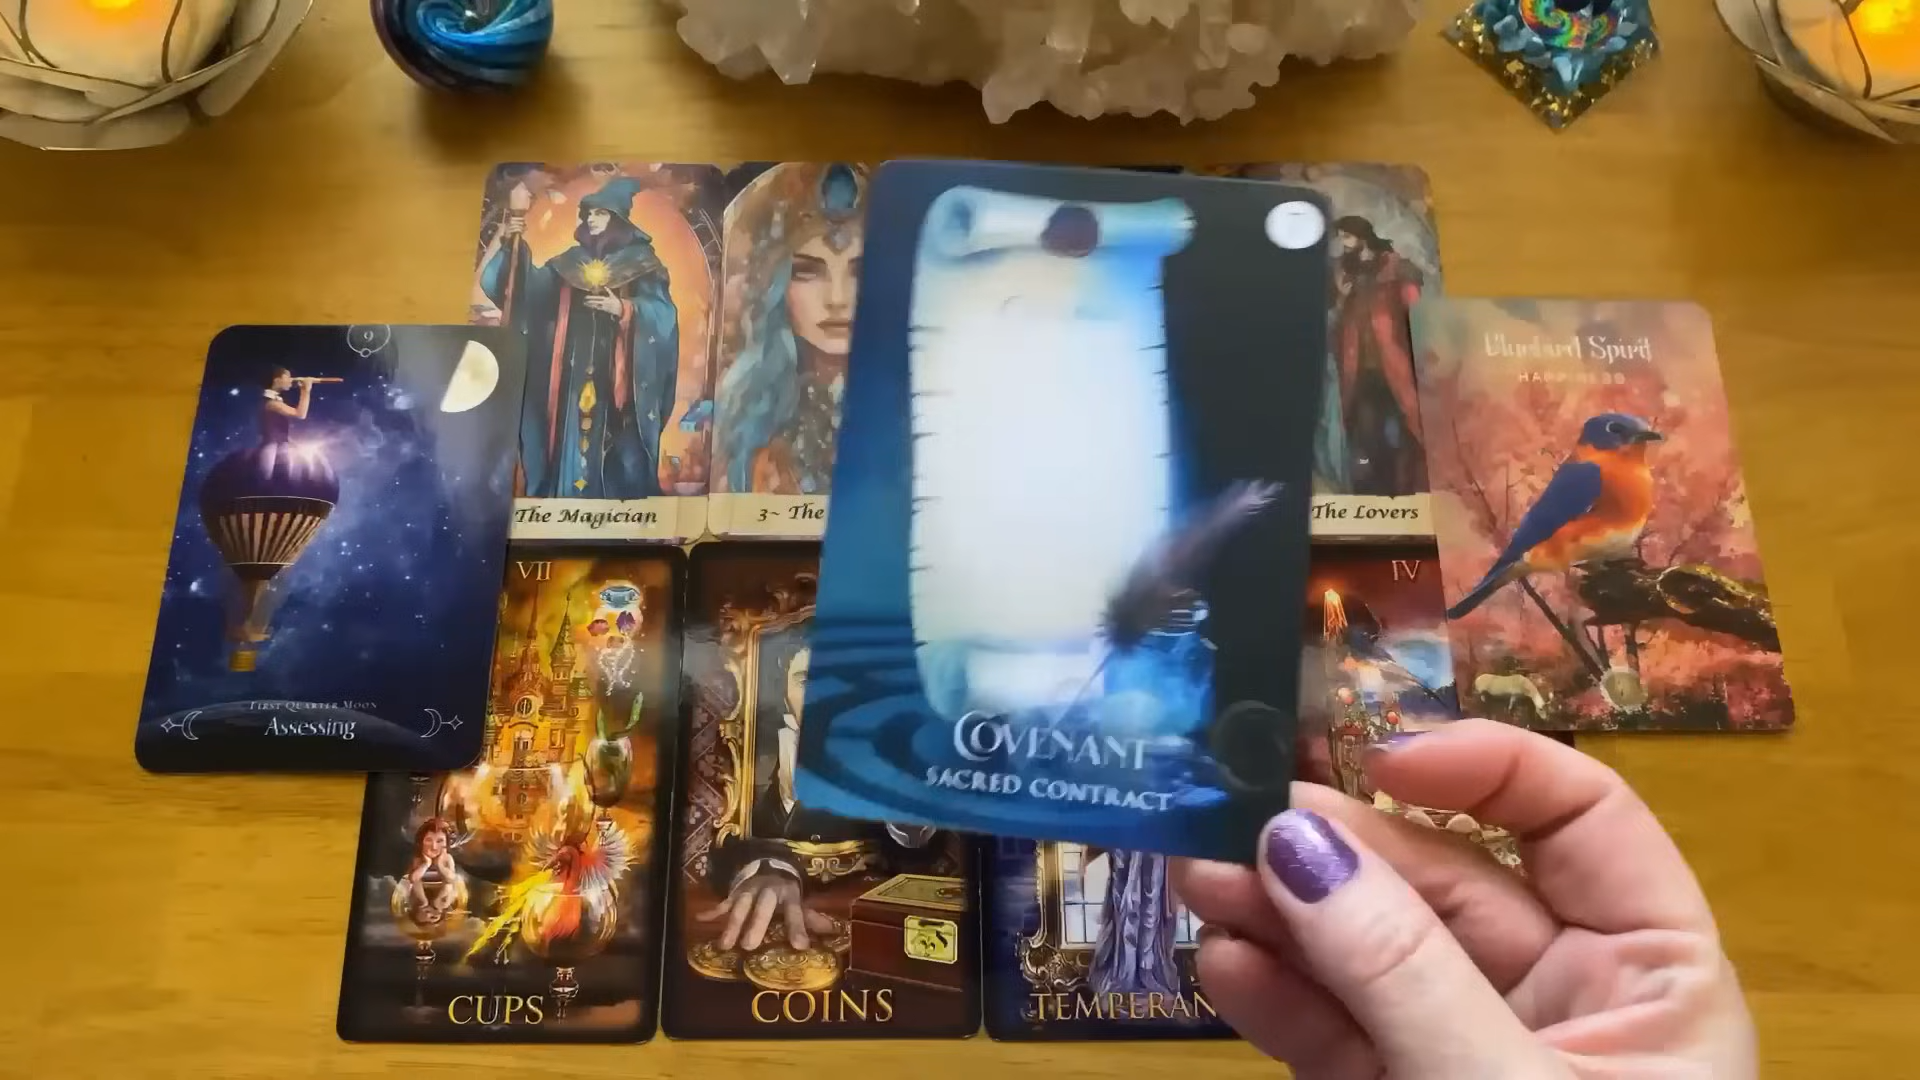 9
The Magician
3~ The
The Lovers
Spirit
HAPPINESS
VII
IV
FIRST QUARTER MOON
Assessing
COVENANT
SACRED CONTRACT
CUPS
COINS
TEMPERAN